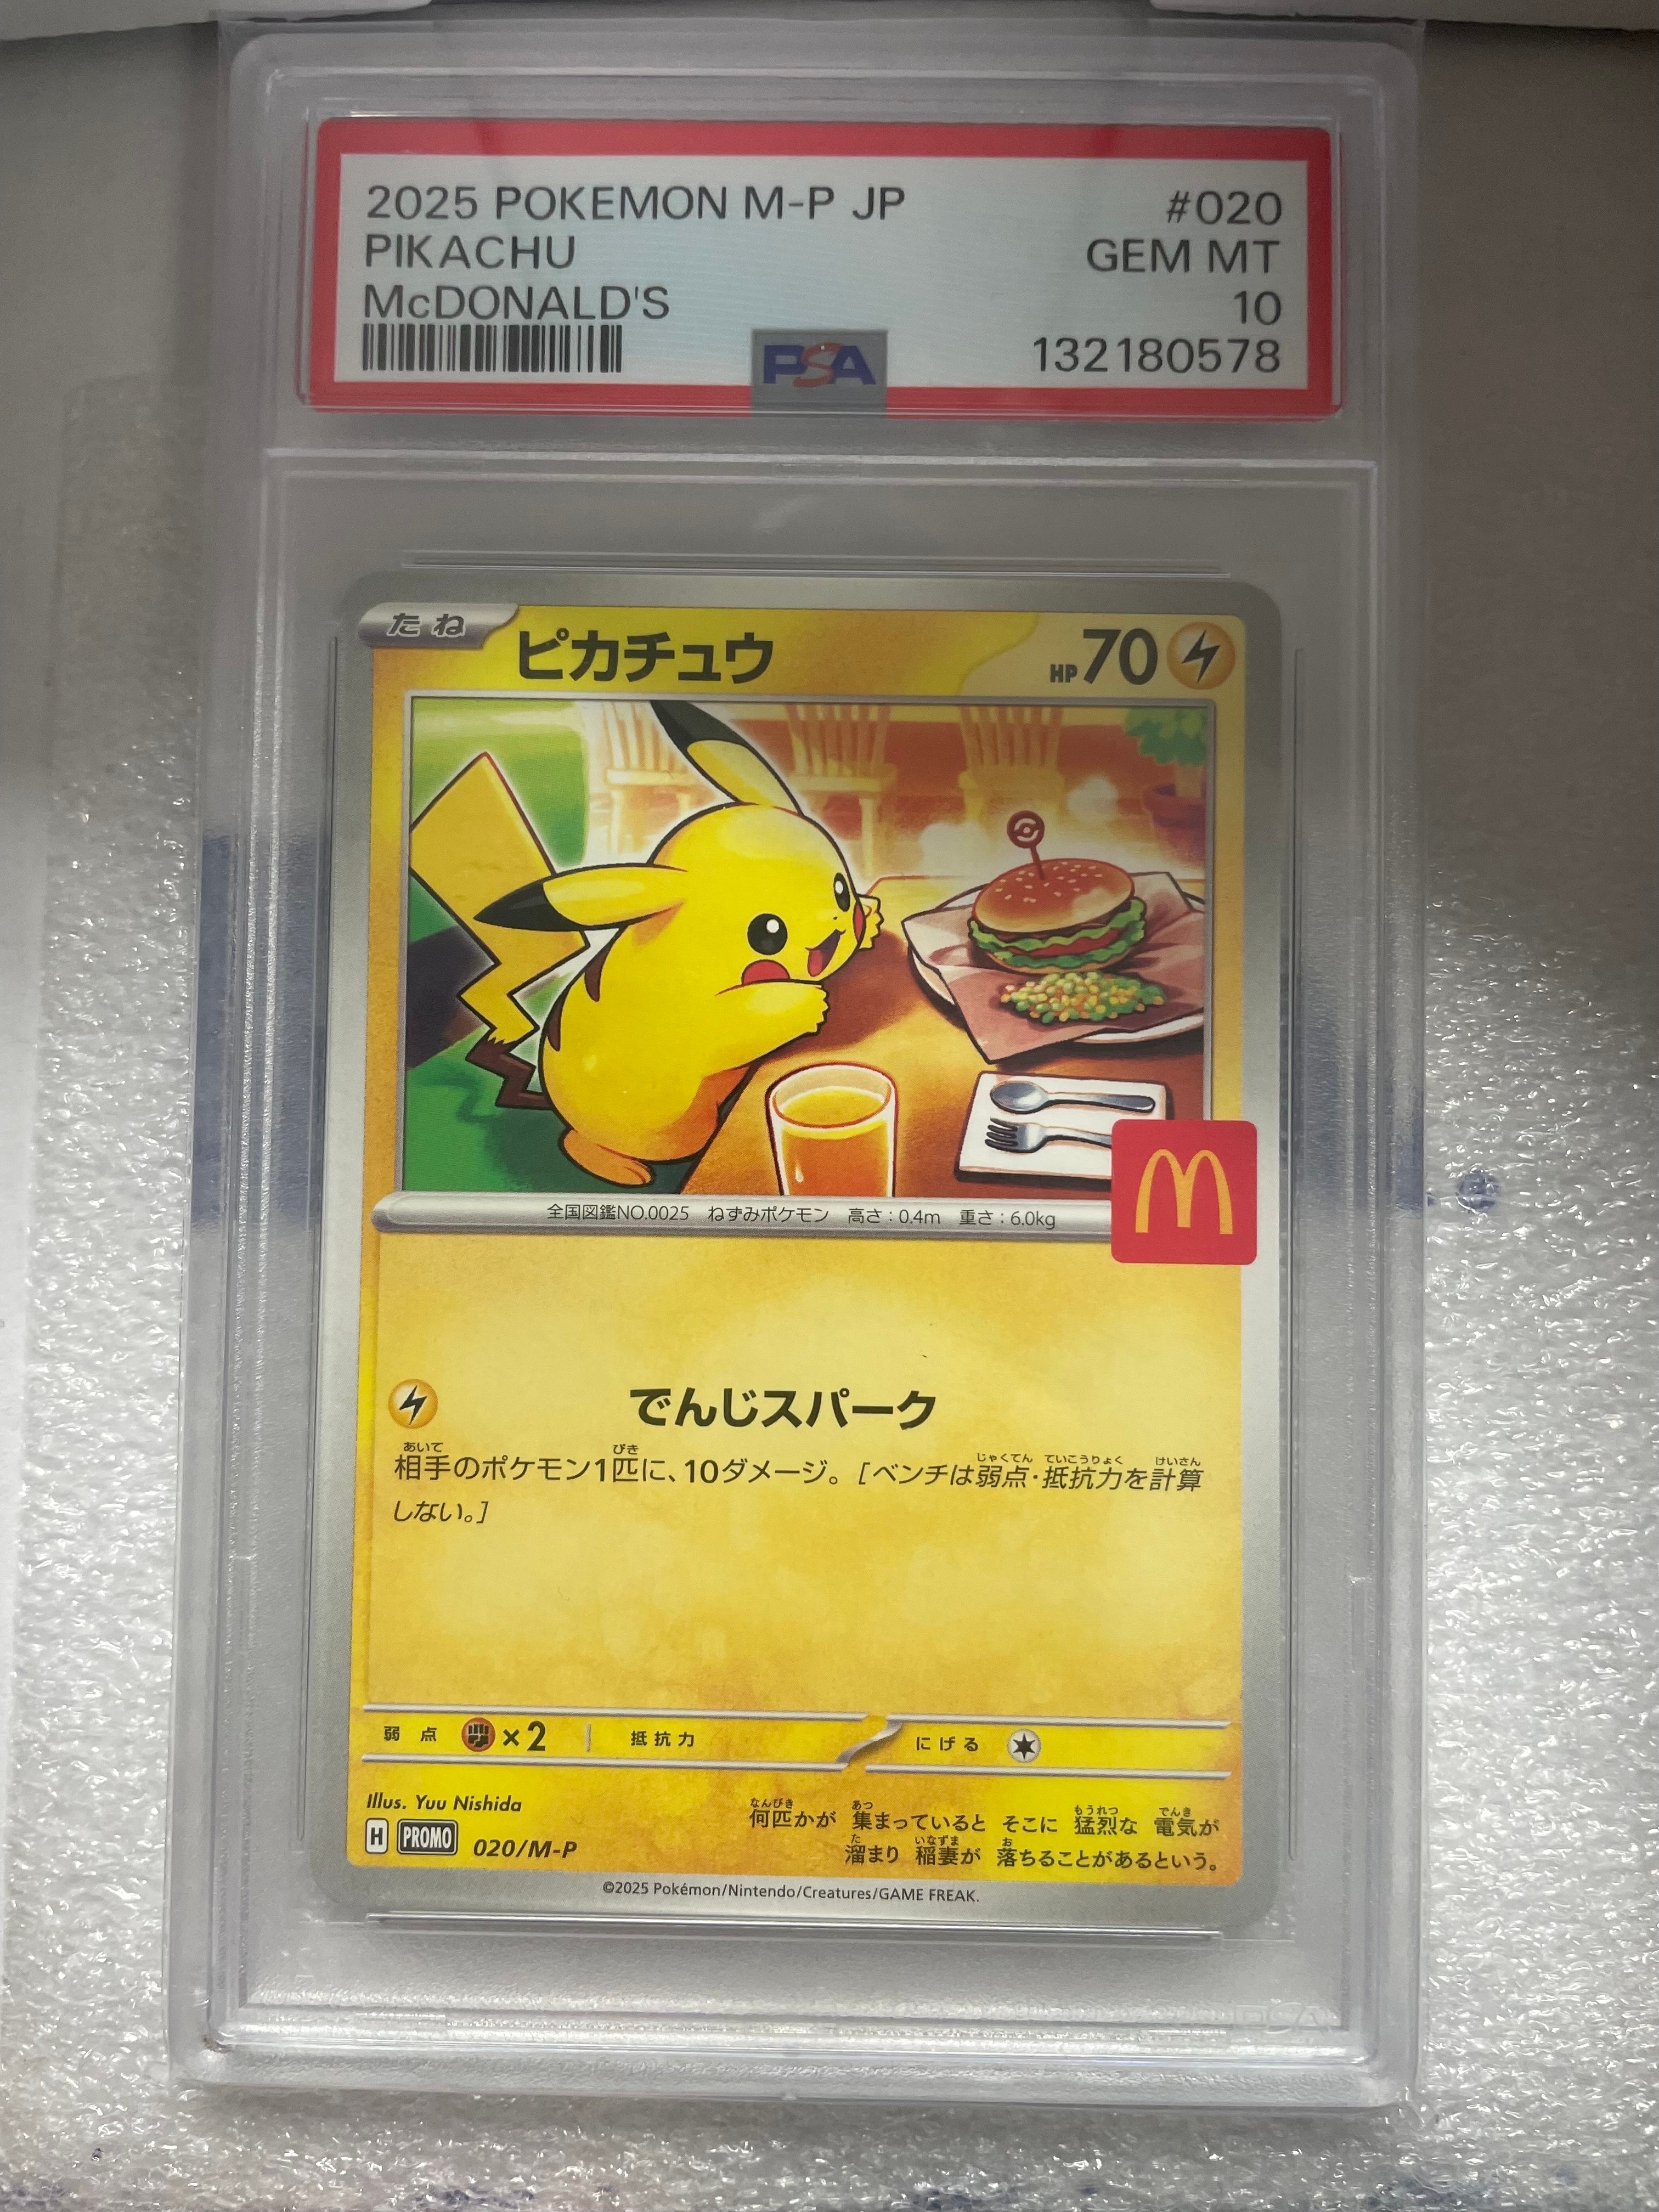 2025 POKEMON M-P JP #020
PIKACHU GEM MT
McDONALD'S 10
PSA 132180578
たね ピカチュウ HP70
全国図鑑NO.0025 ねずみポケモン 高さ:0.4m 重さ:6.0kg
でんじスパーク
あいて びき じゃくてん ていこうりょく けいさん
相手のポケモン1匹に、10ダメージ。[ベンチは弱点・抵抗力を計算
しない。]
弱点 ×2 抵抗力 にげる
Illus. Yuu Nishida
なんびき あつ もうれつ でんき
何匹かが 集まっていると そこに 猛烈な 電気が
た いなずま お
溜まり 稲妻が 落ちることがあるという。
H PROMO 020/M-P
©2025 Pokémon/Nintendo/Creatures/GAME FREAK.
PSA